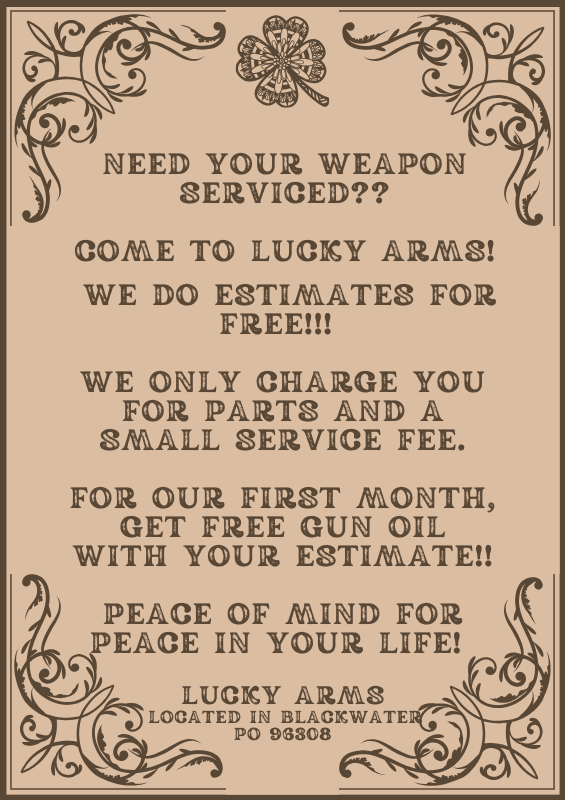 NEED YOUR WEAPON
SERVICED??
COME TO LUCKY ARMS!
WE DO ESTIMATES FOR
FREE!!!
WE ONLY CHARGE YOU
FOR PARTS AND A
SMALL SERVICE FEE.
FOR OUR FIRST MONTH,
GET FREE GUN OIL
WITH YOUR ESTIMATE!!
PEACE OF MIND FOR
PEACE IN YOUR LIFE!
LUCKY ARMS
LOCATED IN BLACKWATER
PO 96308